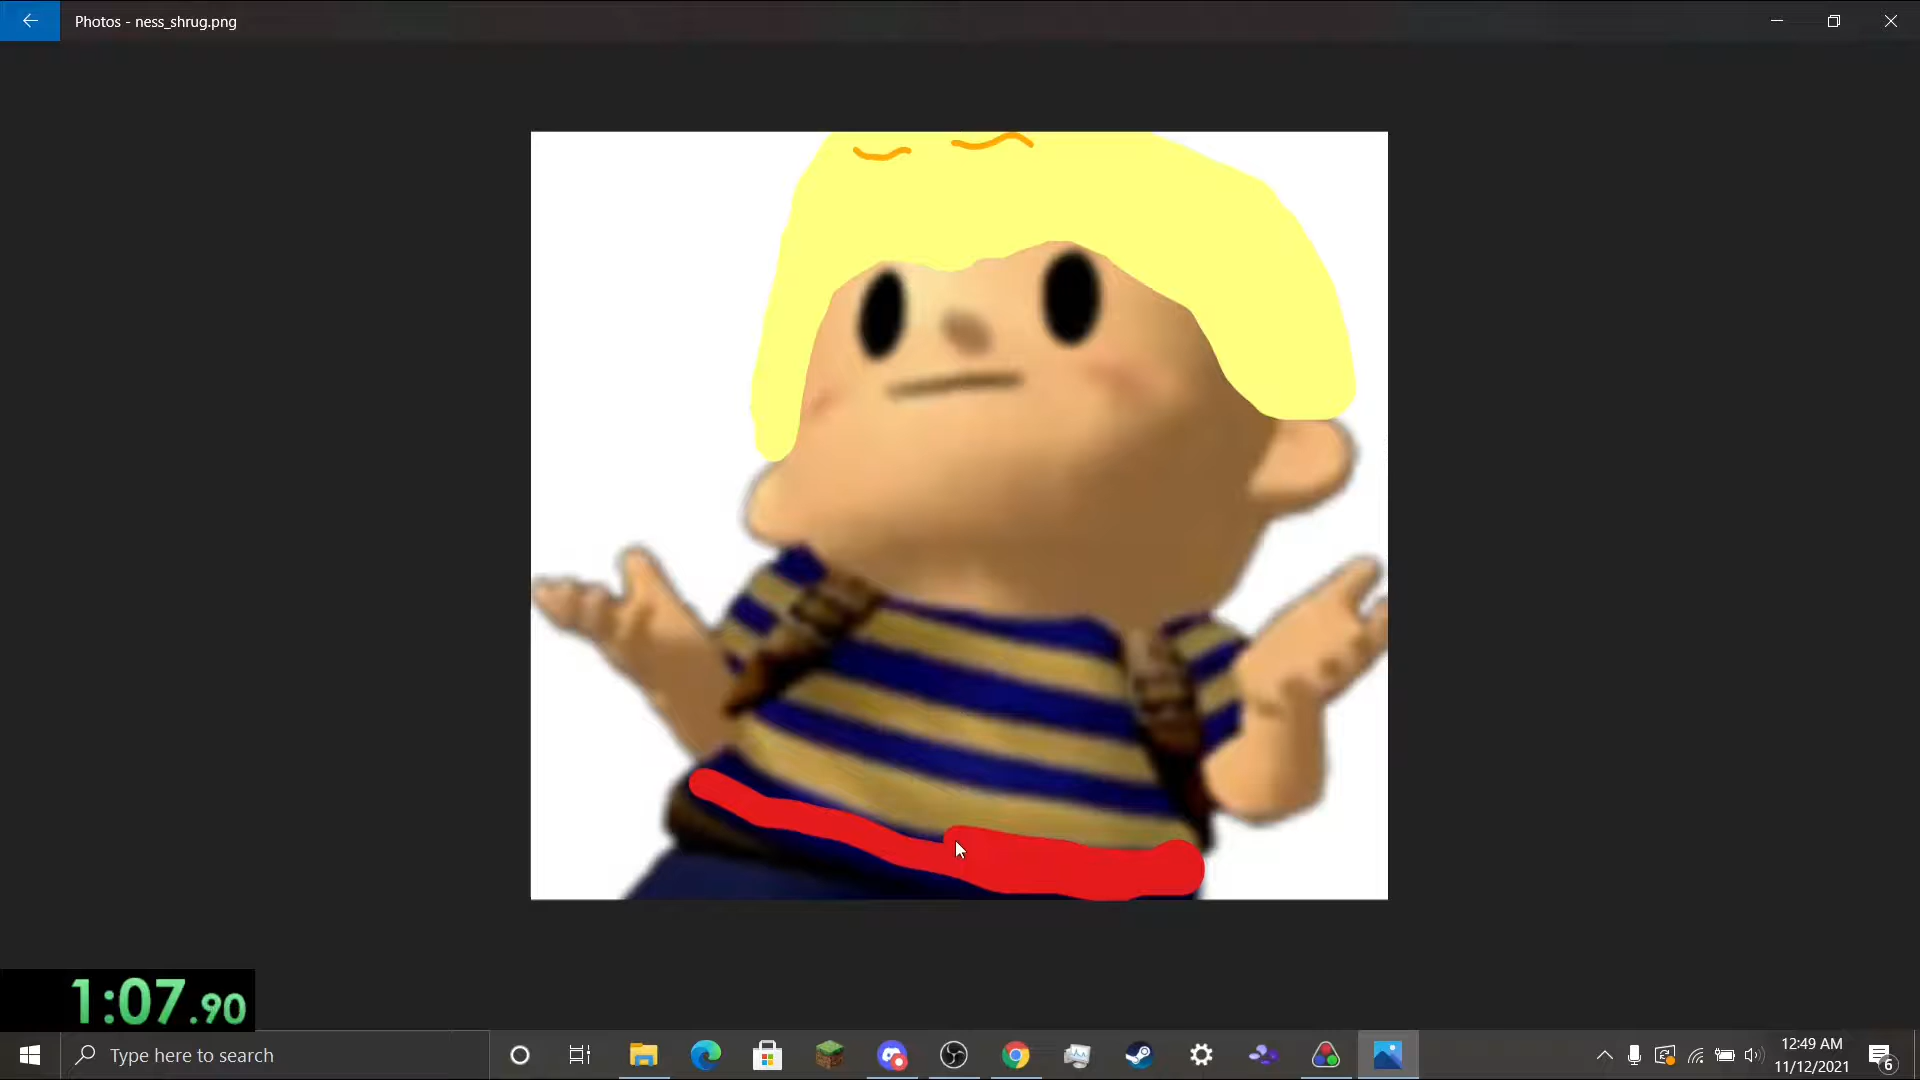 Photos - ness_shrug.png
1:07.90
Type here to search
12:49 AM
11/12/2021
6